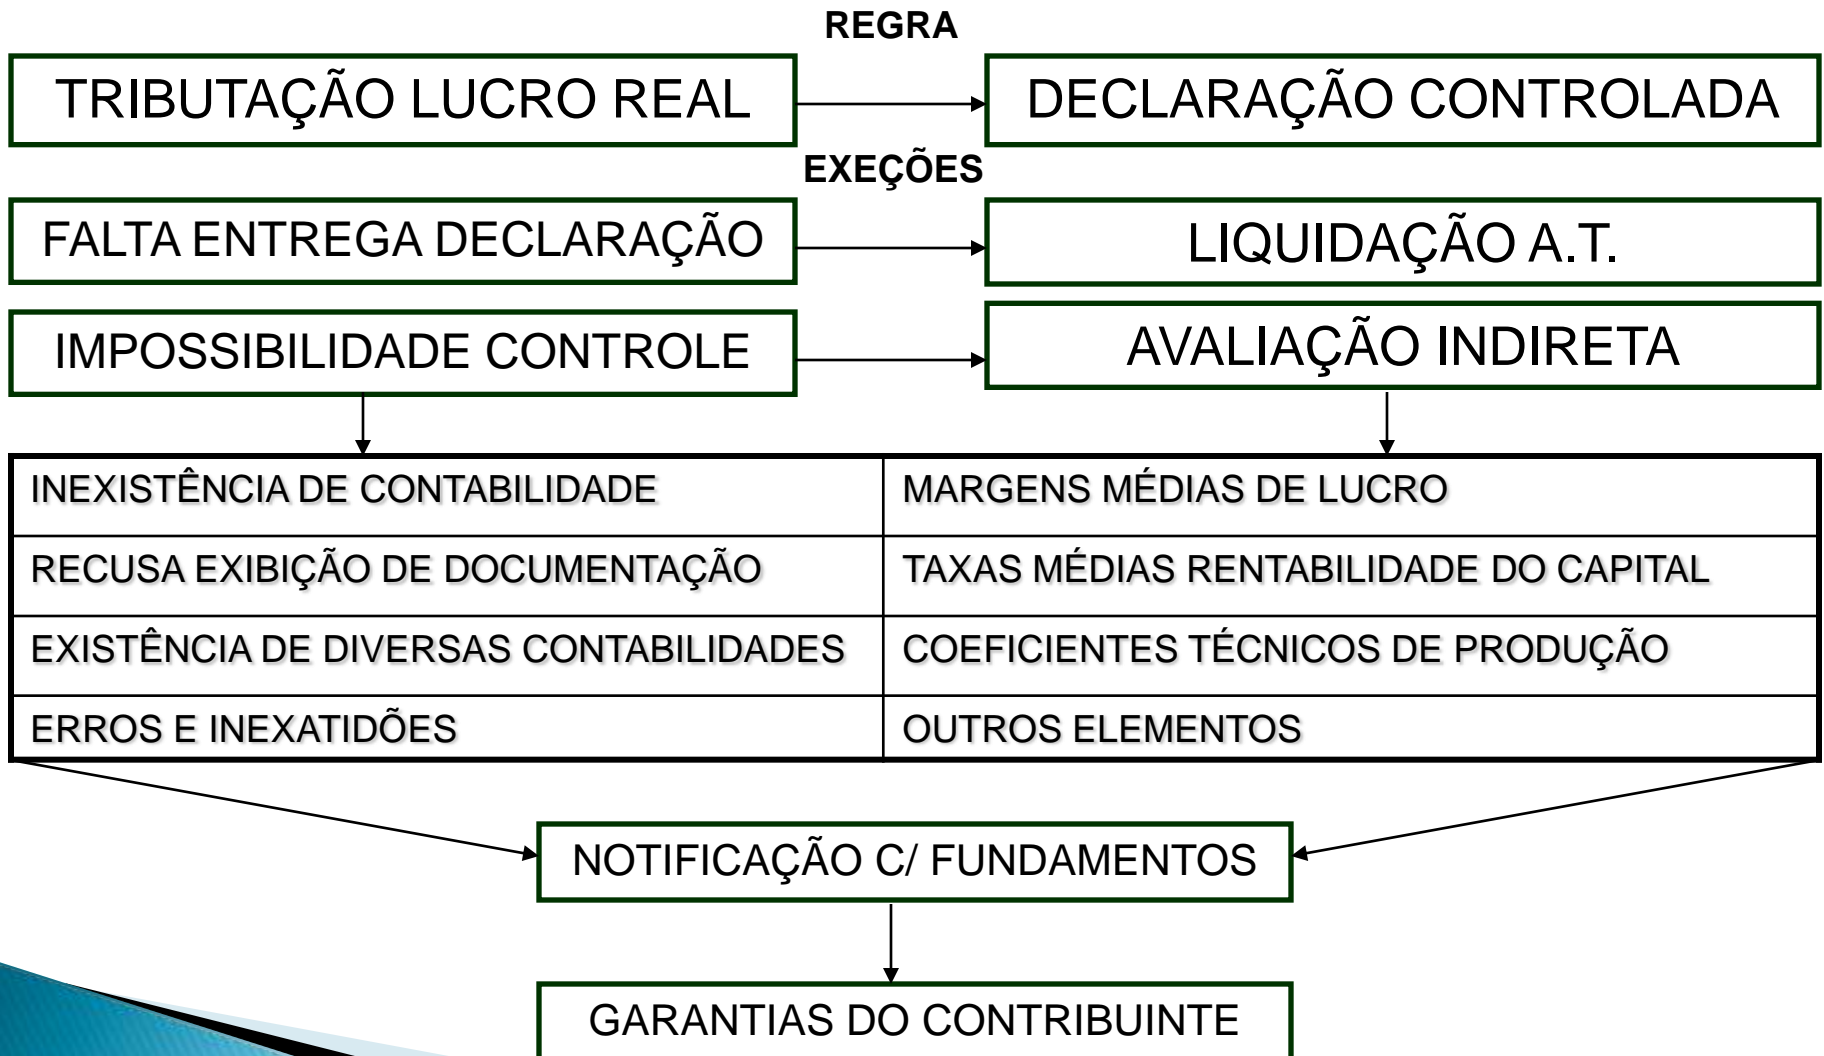 REGRA
TRIBUTAÇÃO LUCRO REAL
DECLARAÇÃO CONTROLADA
EXEÇÕES
FALTA ENTREGA DECLARAÇÃO
LIQUIDAÇÃO A.T.
IMPOSSIBILIDADE CONTROLE
AVALIAÇÃO INDIRETA
INEXISTÊNCIA DE CONTABILIDADE
MARGENS MÉDIAS DE LUCRO
RECUSA EXIBIÇÃO DE DOCUMENTAÇÃO
TAXAS MÉDIAS RENTABILIDADE DO CAPITAL
EXISTÊNCIA DE DIVERSAS CONTABILIDADES
COEFICIENTES TÉCNICOS DE PRODUÇÃO
ERROS E INEXATIDÕES
OUTROS ELEMENTOS
NOTIFICAÇÃO C/ FUNDAMENTOS
GARANTIAS DO CONTRIBUINTE